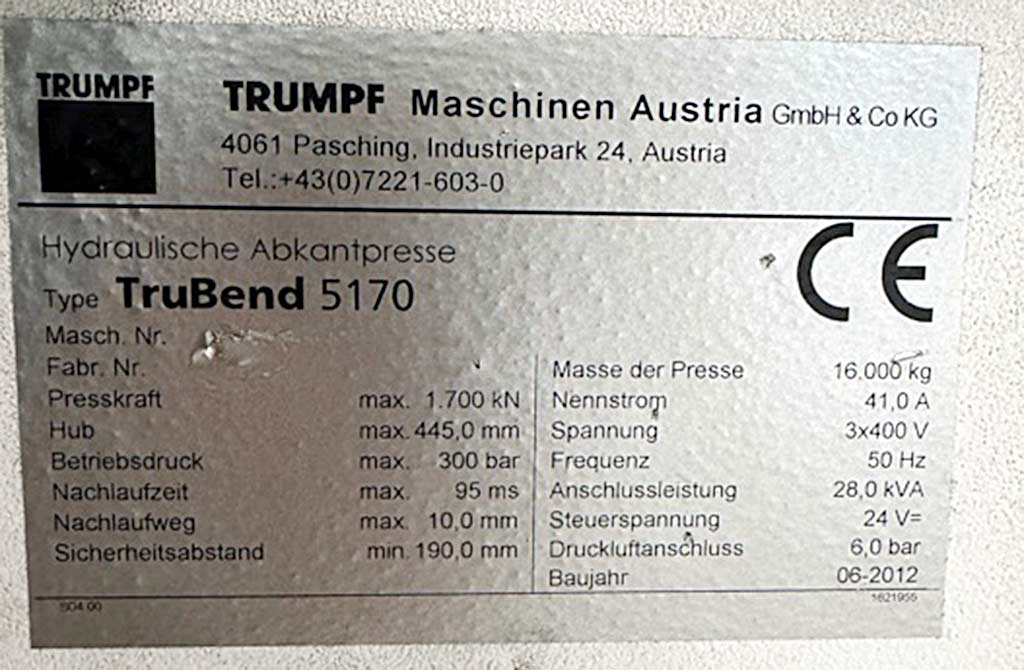 TRUMPF
TRUMPF Maschinen Austria GmbH & Co KG
4061 Pasching, Industriepark 24, Austria
Tel.:+43(0)7221-603-0
Hydraulische Abkantpresse
Type TruBend 5170
CE
Masch. Nr.
Fabr. Nr.
Presskraft max. 1.700 kN
Hub max. 445,0 mm
Betriebsdruck max. 300 bar
Nachlaufzeit max. 95 ms
Nachlaufweg max. 10,0 mm
Sicherheitsabstand min. 190,0 mm
Masse der Presse 16.000 kg
Nennstrom 41,0 A
Spannung 3x400 V
Frequenz 50 Hz
Anschlussleistung 28,0 kVA
Steuerspannung 24 V=
Druckluftanschluss 6,0 bar
Baujahr 06-2012
S04 00
1621955